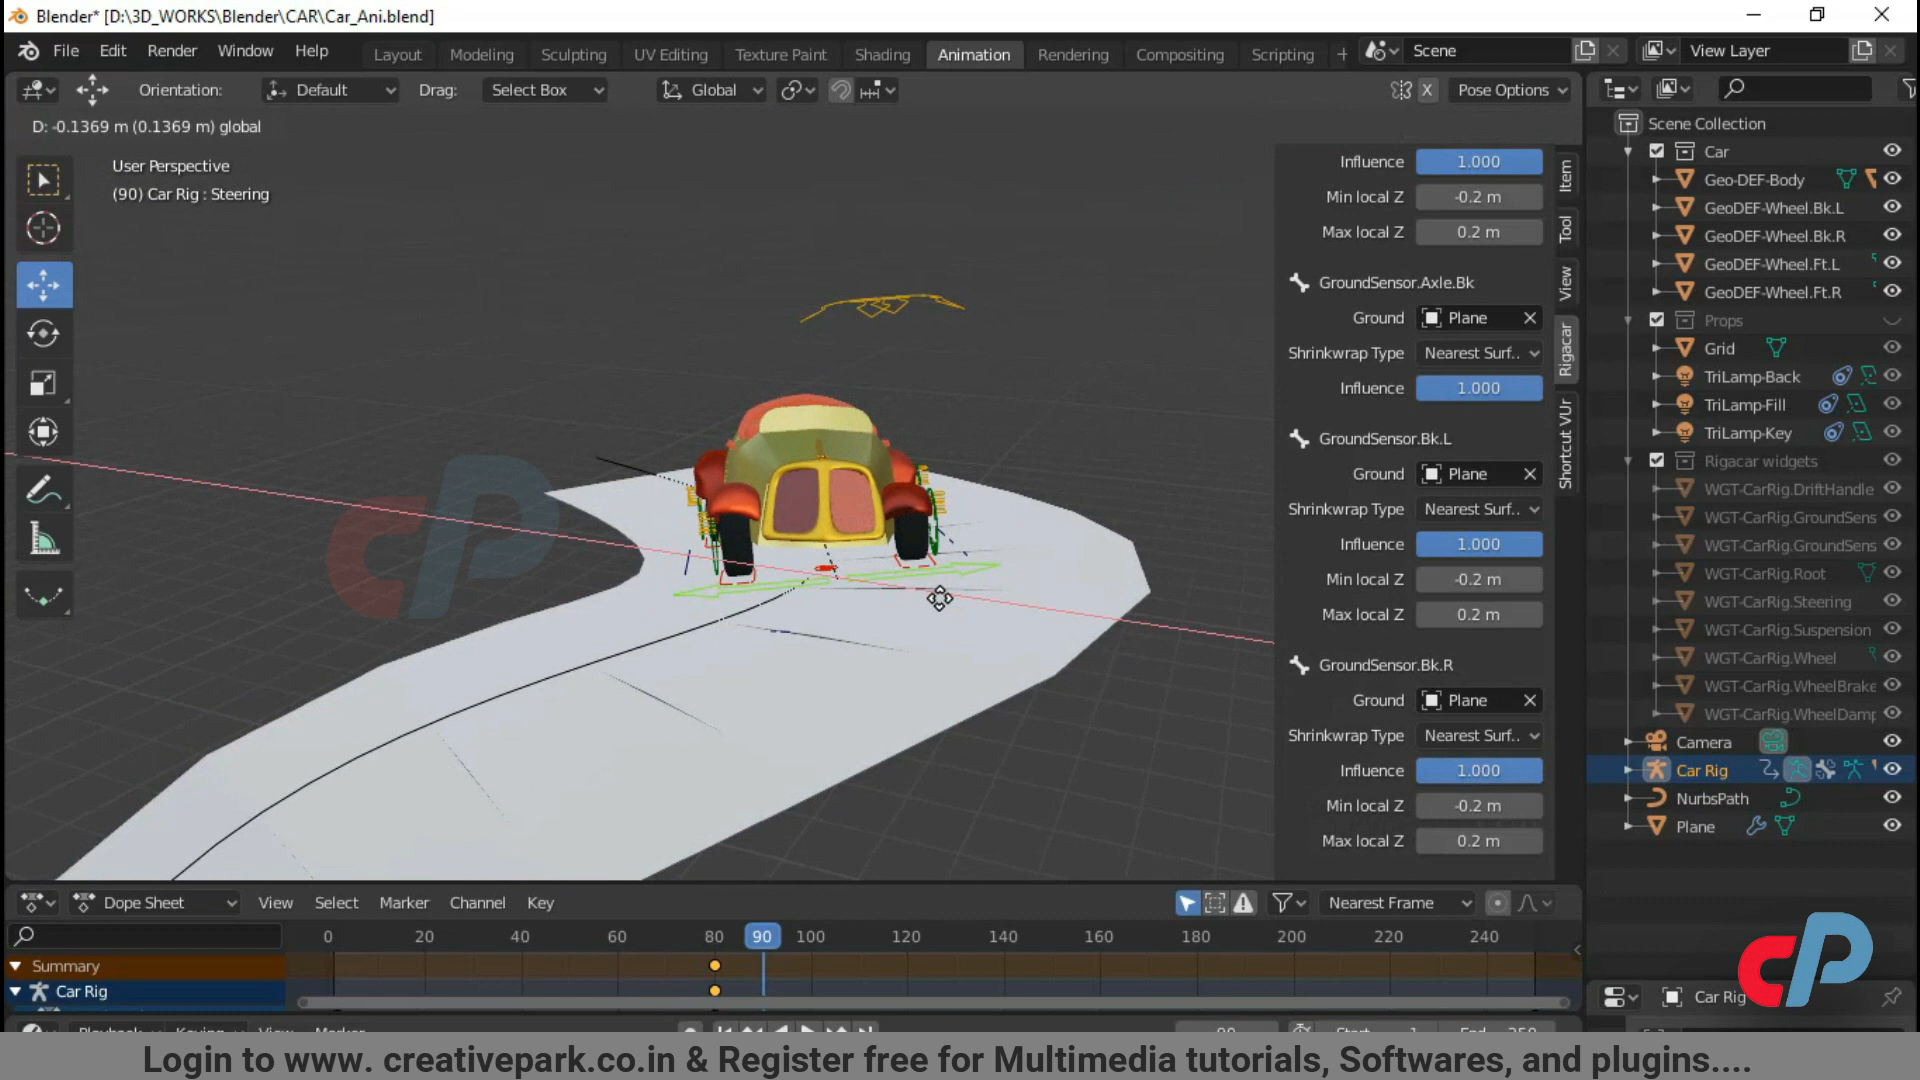 Blender* [D:\3D_WORKS\Blender\CAR\Car_Ani.blend]
File Edit Render Window Help Layout Modeling Sculpting UV Editing Texture Paint Shading Animation Rendering Compositing Scripting + Scene View Layer
Orientation: Default Drag: Select Box Global X Pose Options
D: -0.1369 m (0.1369 m) global
User Perspective
(90) Car Rig : Steering
Influence 1.000
Min local Z -0.2 m
Max local Z 0.2 m
GroundSensor.Axle.Bk
Ground Plane
Shrinkwrap Type Nearest Surf..
Influence 1.000
GroundSensor.Bk.L
Ground Plane
Shrinkwrap Type Nearest Surf..
Influence 1.000
Min local Z -0.2 m
Max local Z 0.2 m
GroundSensor.Bk.R
Ground Plane
Shrinkwrap Type Nearest Surf..
Influence 1.000
Min local Z -0.2 m
Max local Z 0.2 m
Item
Tool
View
Rigacar
Shortcut VUr
Scene Collection
Car
Geo-DEF-Body
GeoDEF-Wheel.Bk.L
GeoDEF-Wheel.Bk.R
GeoDEF-Wheel.Ft.L
GeoDEF-Wheel.Ft.R
Props
Grid
TriLamp-Back
TriLamp-Fill
TriLamp-Key
Rigacar widgets
WGT-CarRig.DriftHandle
WGT-CarRig.GroundSens
WGT-CarRig.GroundSens
WGT-CarRig.Root
WGT-CarRig.Steering
WGT-CarRig.Suspension
WGT-CarRig.Wheel
WGT-CarRig.WheelBrake
WGT-CarRig.WheelDamp
Camera
Car Rig
NurbsPath
Plane
Dope Sheet View Select Marker Channel Key Nearest Frame
0 20 40 60 80 90 100 120 140 160 180 200 220 240
Summary
Car Rig
Car Rig
Playback Keying View Marker 90 Start 1 End 250
CP
Login to www. creativepark.co.in & Register free for Multimedia tutorials, Softwares, and plugins....